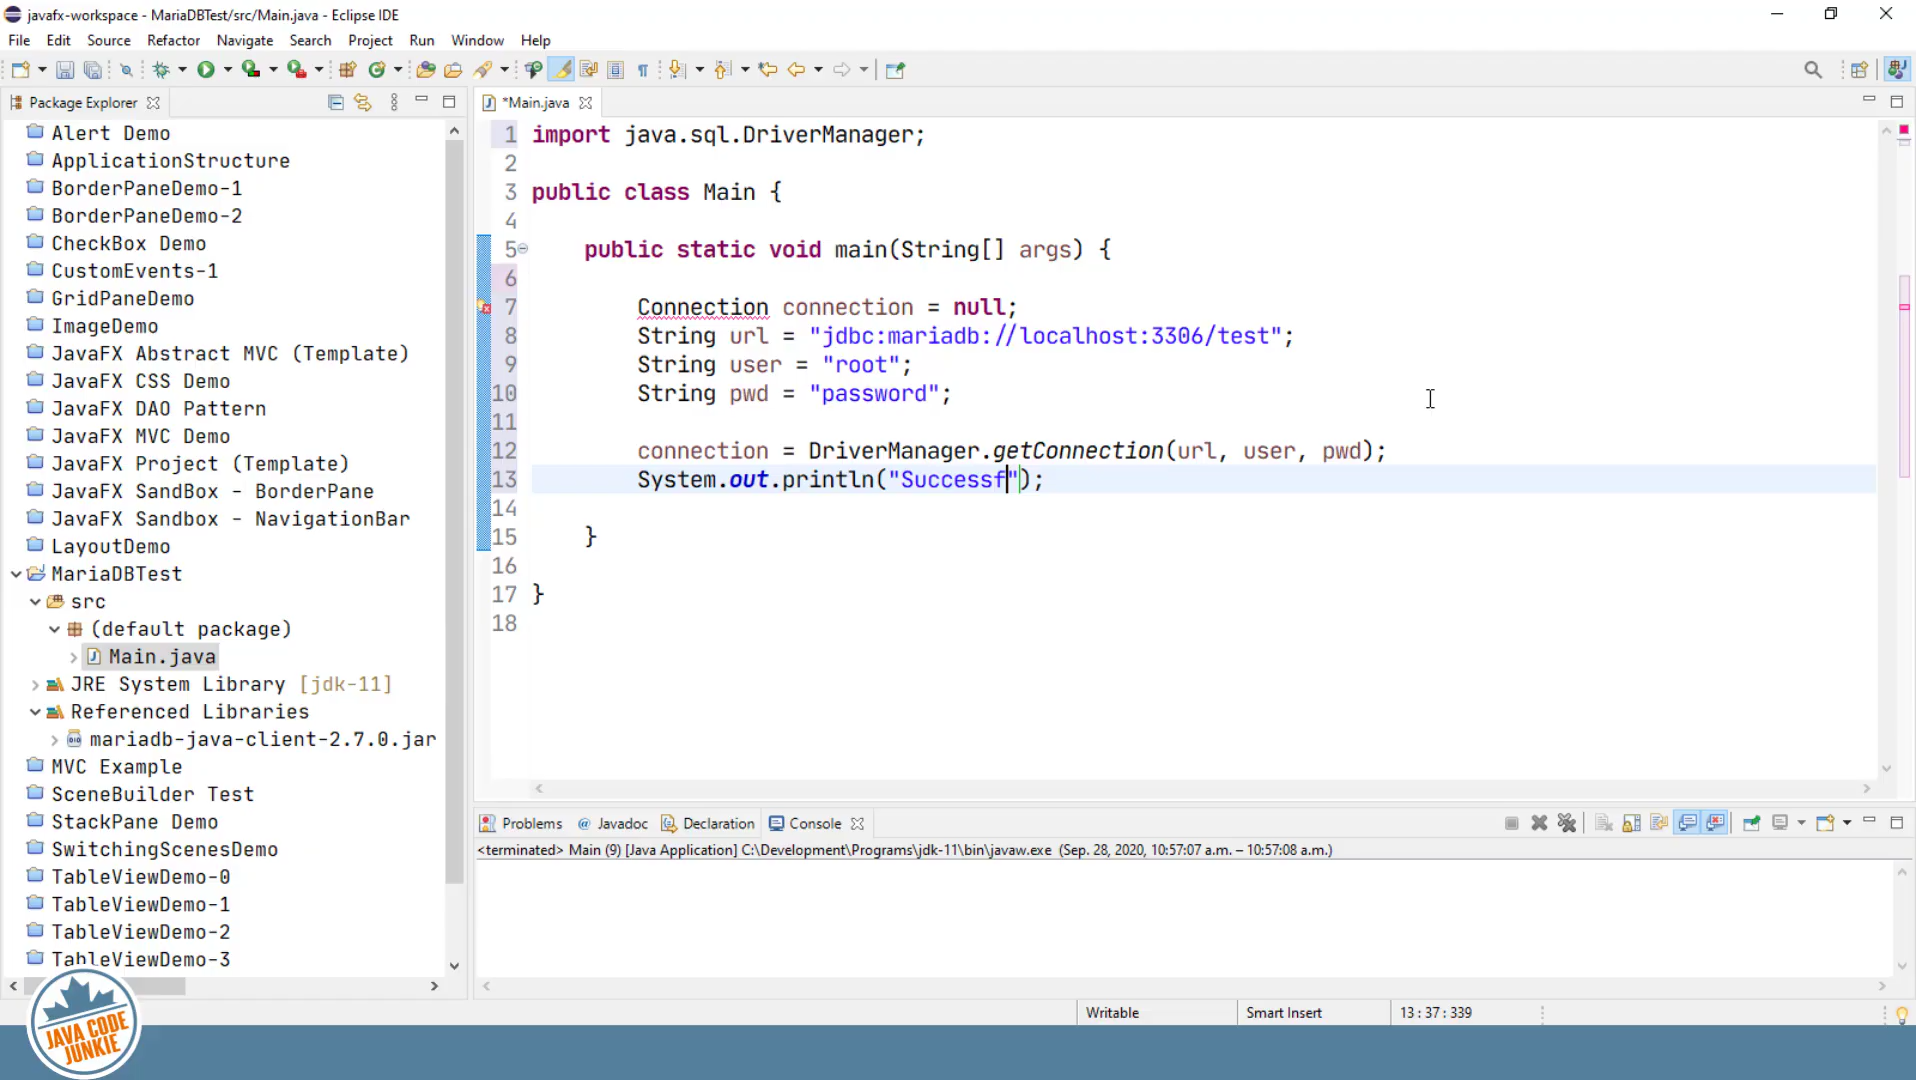 javafx-workspace - MariaDBTest/src/Main.java - Eclipse IDE
File Edit Source Refactor Navigate Search Project Run Window Help
Package Explorer
Alert Demo
ApplicationStructure
BorderPaneDemo-1
BorderPaneDemo-2
CheckBox Demo
CustomEvents-1
GridPaneDemo
ImageDemo
JavaFX Abstract MVC (Template)
JavaFX CSS Demo
JavaFX DAO Pattern
JavaFX MVC Demo
JavaFX Project (Template)
JavaFX SandBox - BorderPane
JavaFX Sandbox - NavigationBar
LayoutDemo
MariaDBTest
src
(default package)
Main.java
JRE System Library [jdk-11]
Referenced Libraries
mariadb-java-client-2.7.0.jar
MVC Example
SceneBuilder Test
StackPane Demo
SwitchingScenesDemo
TableViewDemo-0
TableViewDemo-1
TableViewDemo-2
TableViewDemo-3
*Main.java
1 import java.sql.DriverManager;
2
3 public class Main {
4
5 public static void main(String[] args) {
6
7 Connection connection = null;
8 String url = "jdbc:mariadb://localhost:3306/test";
9 String user = "root";
10 String pwd = "password";
11
12 connection = DriverManager.getConnection(url, user, pwd);
13 System.out.println("Successf");
14
15 }
16
17 }
18
Problems @ Javadoc Declaration Console
<terminated> Main (9) [Java Application] C:\Development\Programs\jdk-11\bin\javaw.exe (Sep. 28, 2020, 10:57:07 a.m. – 10:57:08 a.m.)
Writable Smart Insert 13 : 37 : 339
JAVA CODE
JUNKIE